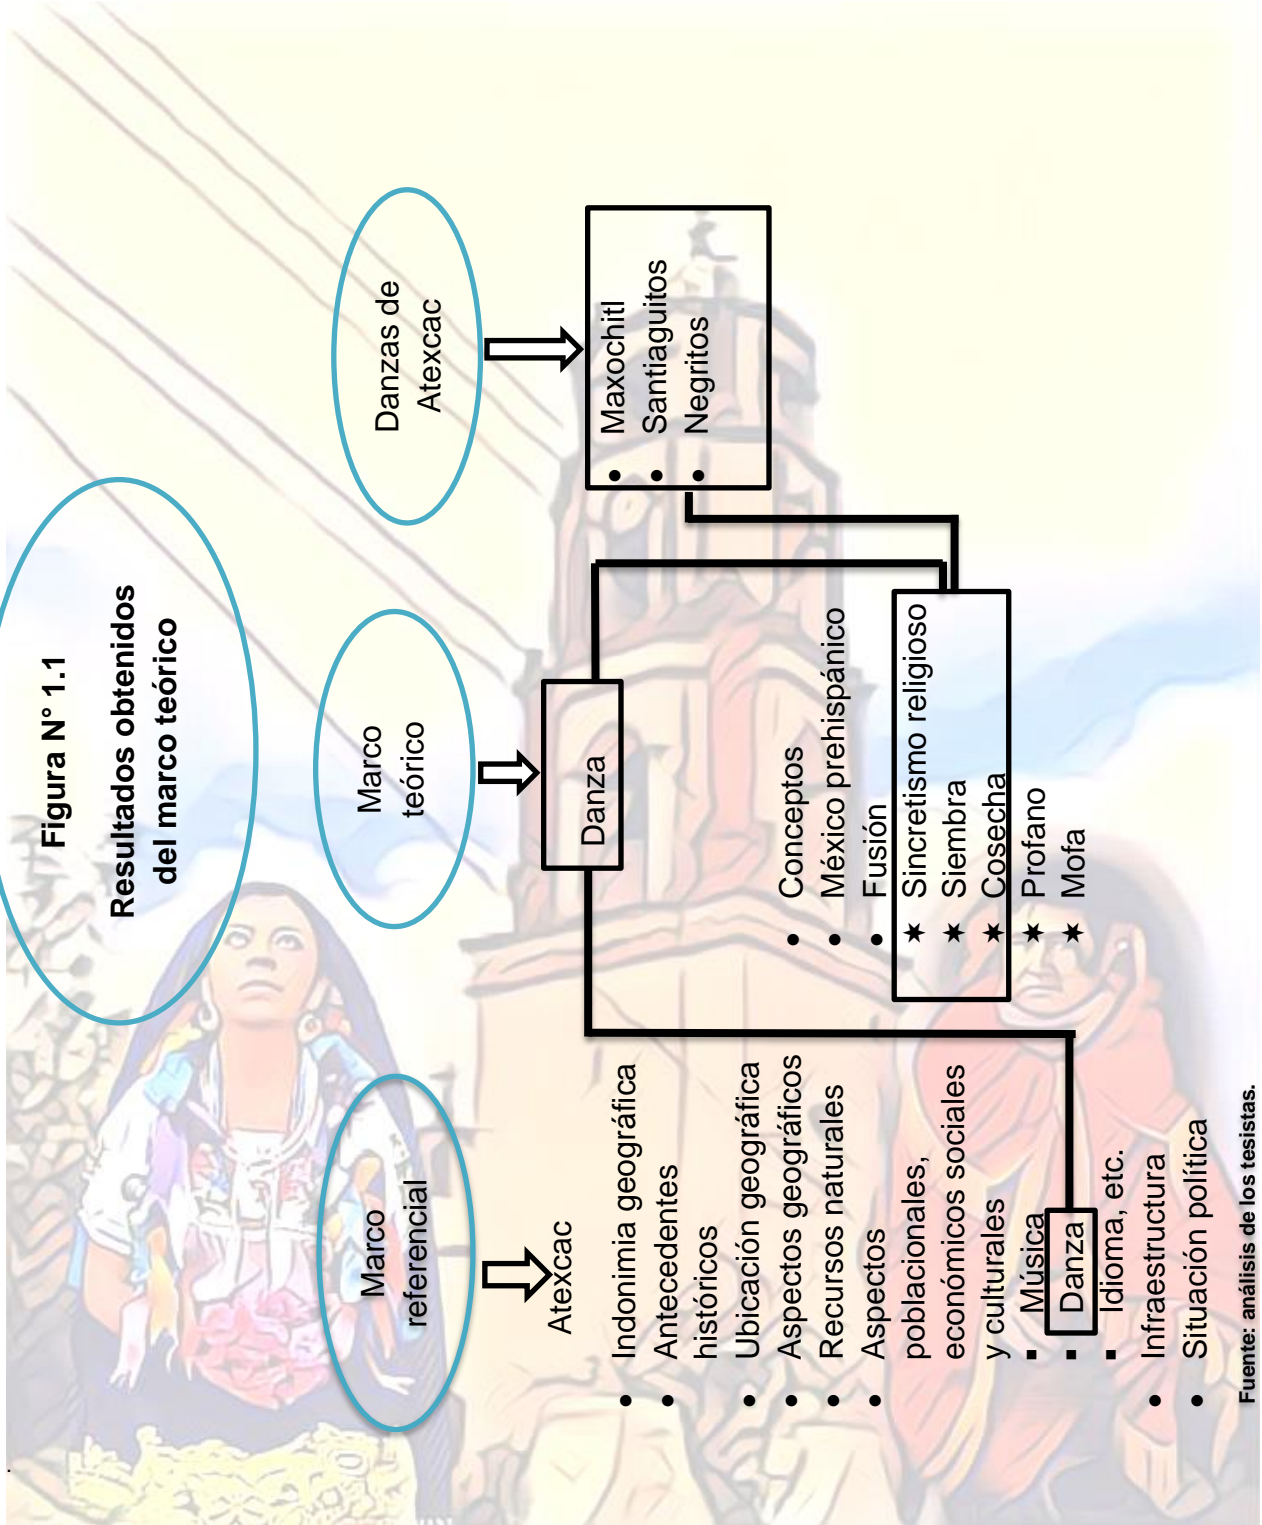 Figura N° 1.1
Resultados obtenidos
del marco teórico
Marco
referencial
Atexcac
• Indonimia geográfica
• Antecedentes
históricos
• Ubicación geográfica
• Aspectos geográficos
• Recursos naturales
• Aspectos
poblacionales,
económicos sociales
y culturales
▪ Música
▪ Danza
▪ Idioma, etc.
• Infraestructura
• Situación política
Marco
teórico
Danza
• Conceptos
• México prehispánico
• Fusión
✶ Sincretismo religioso
✶ Siembra
✶ Cosecha
✶ Profano
✶ Mofa
Danzas de
Atexcac
• Maxochitl
• Santiaguitos
• Negritos
Fuente: análisis de los tesistas.